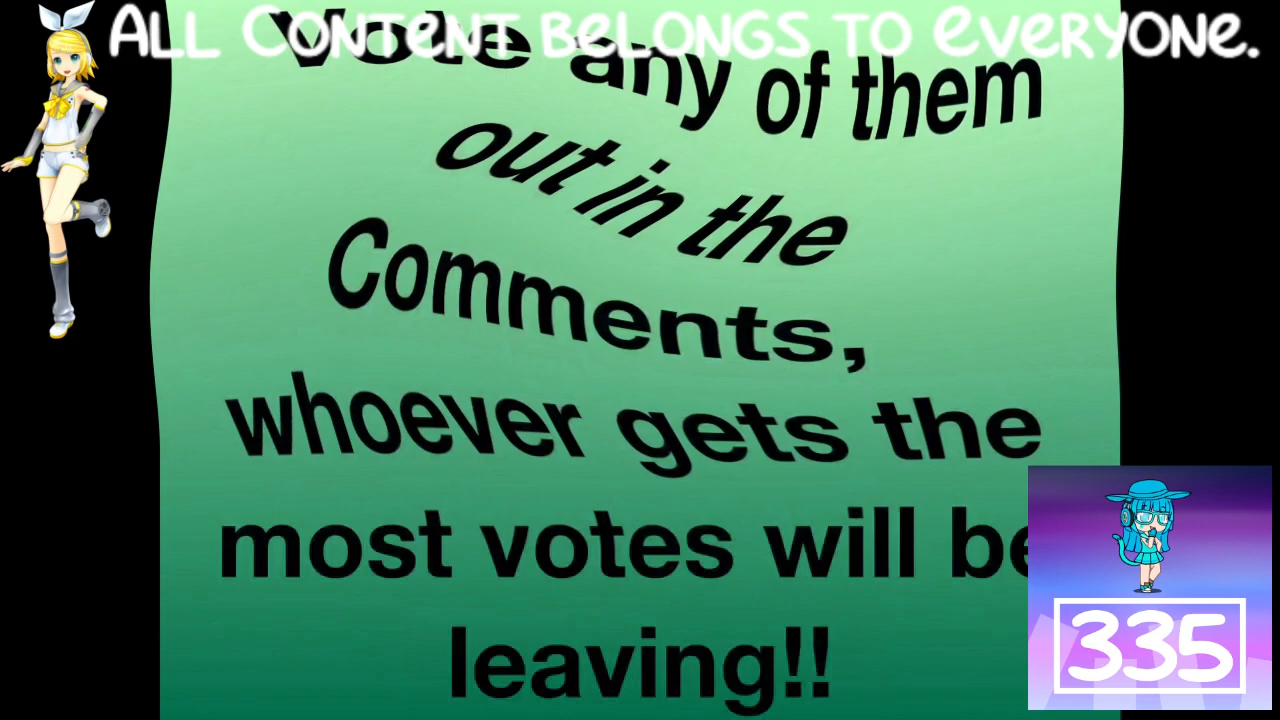 ALL CONTENT BELONGS TO EVERYONE.
Vote any of them
out in the
Comments,
whoever gets the
most votes will be
leaving!!
335